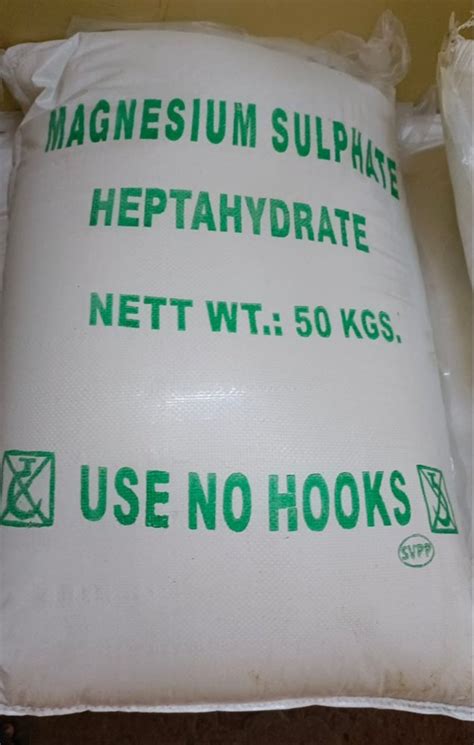 MAGNESIUM SULPHATE
HEPTAHYDRATE
NETT WT.: 50 KGS.
USE NO HOOKS
SVPP